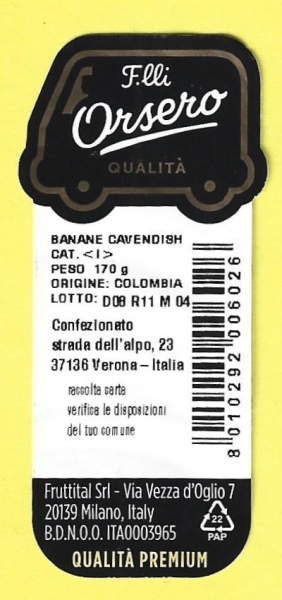 F.lli
Orsero
QUALITÀ
BANANE CAVENDISH
CAT. <I>
PESO 170 g
ORIGINE: COLOMBIA
LOTTO: D08 R11 M 04
Confezionato
strada dell'alpo, 23
37136 Verona – Italia
raccolta carta
verifica le disposizioni
del tuo comune
8 010292 006026
Fruttital Srl - Via Vezza d'Oglio 7
20139 Milano, Italy
B.D.N.O.O. ITA0003965
22
PAP
QUALITÀ PREMIUM